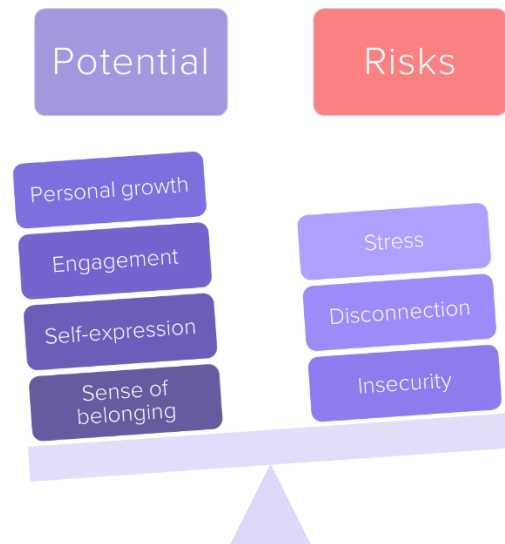 Potential
Risks
Personal growth
Engagement
Self-expression
Sense of
belonging
Stress
Disconnection
Insecurity